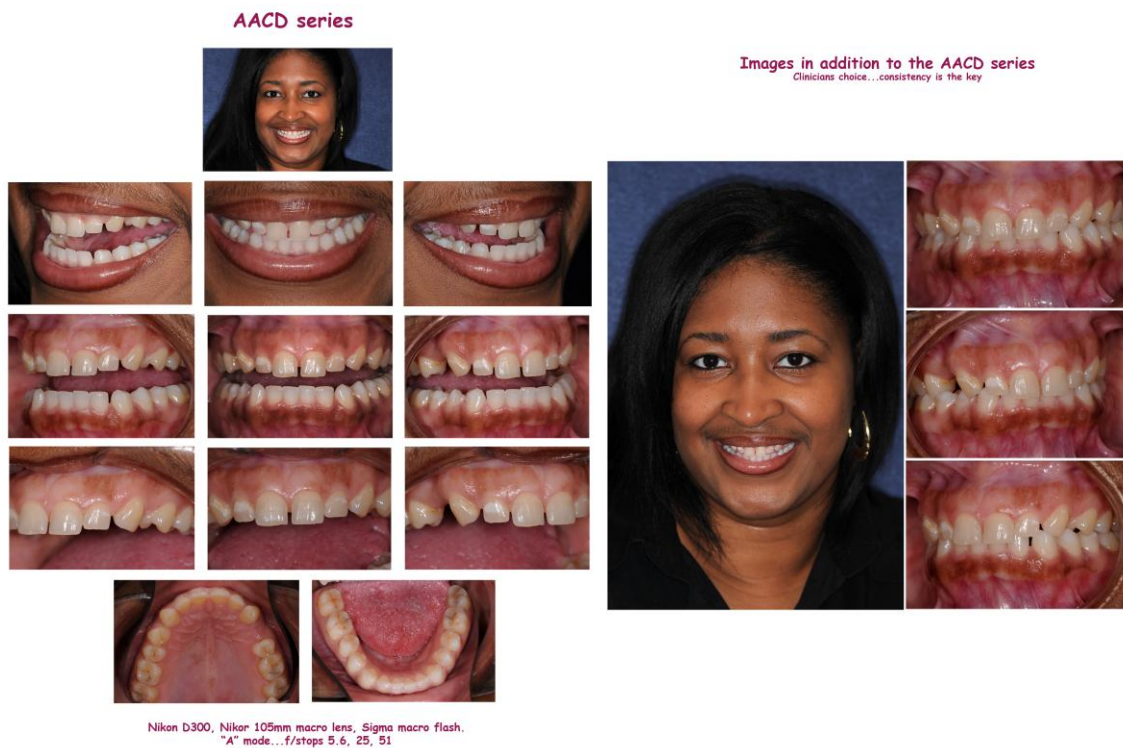 AACD series
Images in addition to the AACD series
Clinicians choice...consistency is the key
Nikon D300, Nikor 105mm macro lens, Sigma macro flash.
"A" mode...f/stops 5.6, 25, 51